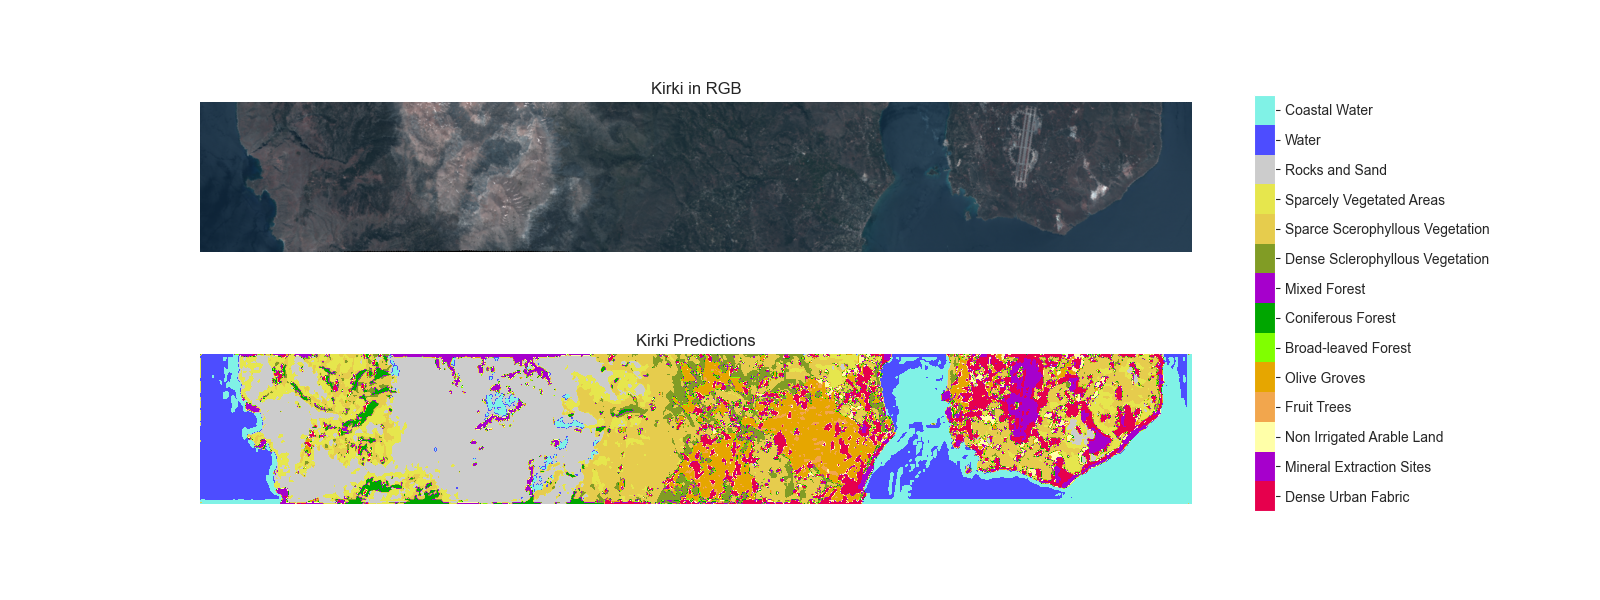 Kirki in RGB
Kirki Predictions
Coastal Water
Water
Rocks and Sand
Sparcely Vegetated Areas
Sparce Scerophyllous Vegetation
Dense Sclerophyllous Vegetation
Mixed Forest
Coniferous Forest
Broad-leaved Forest
Olive Groves
Fruit Trees
Non Irrigated Arable Land
Mineral Extraction Sites
Dense Urban Fabric